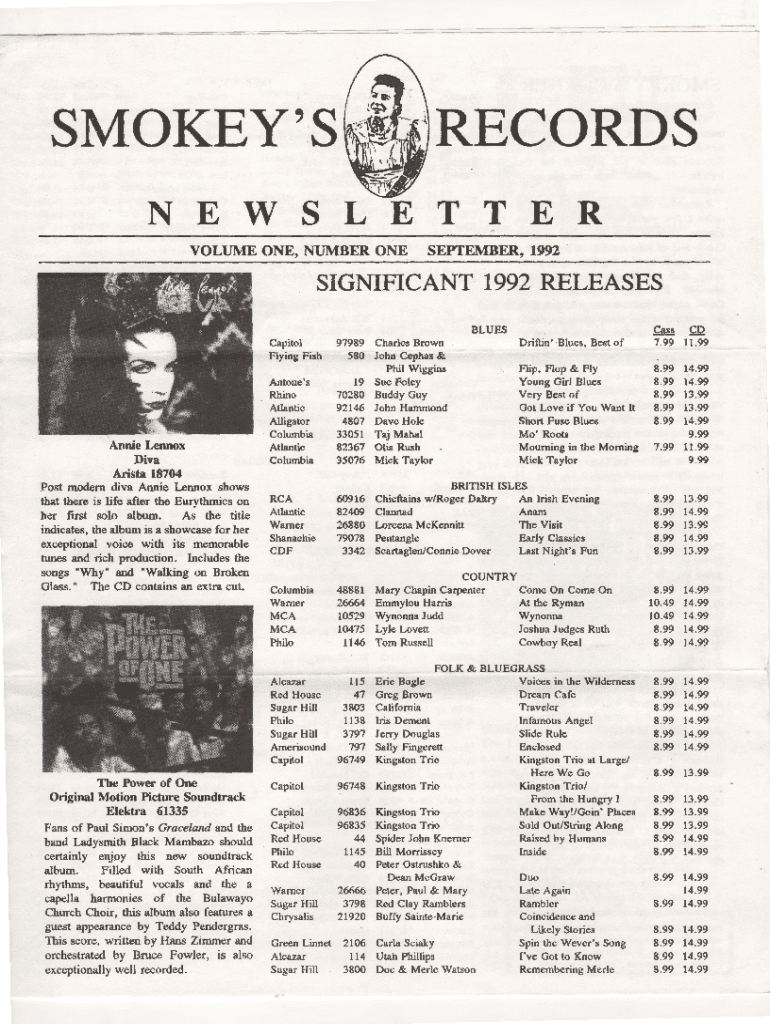 SMOKEY'S RECORDS
NEWSLETTER
VOLUME ONE, NUMBER ONE SEPTEMBER, 1992
Annie Lennox
Annie Lennox
Diva
Arista 18704
Post modern diva Annie Lennox shows
that there is life after the Eurythmics on
her first solo album. As the title
indicates, the album is a showcase for her
exceptional voice with its memorable
tunes and rich production. Includes the
songs "Why" and "Walking on Broken
Glass." The CD contains an extra cut.
THE
POWER
OF ONE
The Power of One
Original Motion Picture Soundtrack
Elektra 61335
Fans of Paul Simon's Graceland and the
band Ladysmith Black Mambazo should
certainly enjoy this new soundtrack
album. Filled with South African
rhythms, beautiful vocals and the a
capella harmonies of the Bulawayo
Church Choir, this album also features a
guest appearance by Teddy Pendergras.
This score, written by Hans Zimmer and
orchestrated by Bruce Fowler, is also
exceptionally well recorded.
SIGNIFICANT 1992 RELEASES
BLUES Cass CD
Capitol 97989 Charles Brown Driftin' Blues, Best of 7.99 11.99
Flying Fish 580 John Cephas &
Phil Wiggins Flip, Flop & Fly 8.99 14.99
Antone's 19 Sue Foley Young Girl Blues 8.99 14.99
Rhino 70280 Buddy Guy Very Best of 8.99 13.99
Atlantic 92146 John Hammond Got Love if You Want It 8.99 13.99
Alligator 4807 Dave Hole Short Fuse Blues 8.99 14.99
Columbia 33051 Taj Mahal Mo' Roots 9.99
Atlantic 82367 Otis Rush Mourning in the Morning 7.99 11.99
Columbia 35076 Mick Taylor Mick Taylor 9.99
BRITISH ISLES
RCA 60916 Chieftains w/Roger Daltry An Irish Evening 8.99 13.99
Atlantic 82409 Clannad Anam 8.99 14.99
Warner 26880 Loreena McKennitt The Visit 8.99 13.99
Shanachie 79078 Pentangle Early Classics 8.99 14.99
CDF 3342 Scartaglen/Connie Dover Last Night's Fun 8.99 13.99
COUNTRY
Columbia 48881 Mary Chapin Carpenter Come On Come On 8.99 14.99
Warner 26664 Emmylou Harris At the Ryman 10.49 14.99
MCA 10529 Wynonna Judd Wynonna 10.49 14.99
MCA 10475 Lyle Lovett Joshua Judges Ruth 8.99 14.99
Philo 1146 Tom Russell Cowboy Real 8.99 14.99
FOLK & BLUEGRASS
Alcazar 115 Eric Bogle Voices in the Wilderness 8.99 14.99
Red House 47 Greg Brown Dream Cafe 8.99 14.99
Sugar Hill 3803 California Traveler 8.99 14.99
Philo 1138 Iris Dement Infamous Angel 8.99 14.99
Sugar Hill 3797 Jerry Douglas Slide Rule 8.99 14.99
Amerisound 797 Sally Fingerett Enclosed 8.99 14.99
Capitol 96749 Kingston Trio Kingston Trio at Large/
Here We Go 8.99 13.99
Capitol 96748 Kingston Trio Kingston Trio/
From the Hungry I 8.99 13.99
Capitol 96836 Kingston Trio Make Way!/Goin' Places 8.99 13.99
Capitol 96835 Kingston Trio Sold Out/String Along 8.99 13.99
Red House 44 Spider John Koerner Raised by Humans 8.99 14.99
Philo 1145 Bill Morrissey Inside 8.99 14.99
Red House 40 Peter Ostrushko &
Dean McGraw Duo 8.99 14.99
Warner 26666 Peter, Paul & Mary Late Again 14.99
Sugar Hill 3798 Red Clay Ramblers Rambler 8.99 14.99
Chrysalis 21920 Buffy Sainte-Marie Coincidence and
Likely Stories 8.99 14.99
Green Linnet 2106 Carla Sciaky Spin the Wever's Song 8.99 14.99
Alcazar 114 Utah Phillips I've Got to Know 8.99 14.99
Sugar Hill 3800 Doc & Merle Watson Remembering Merle 8.99 14.99